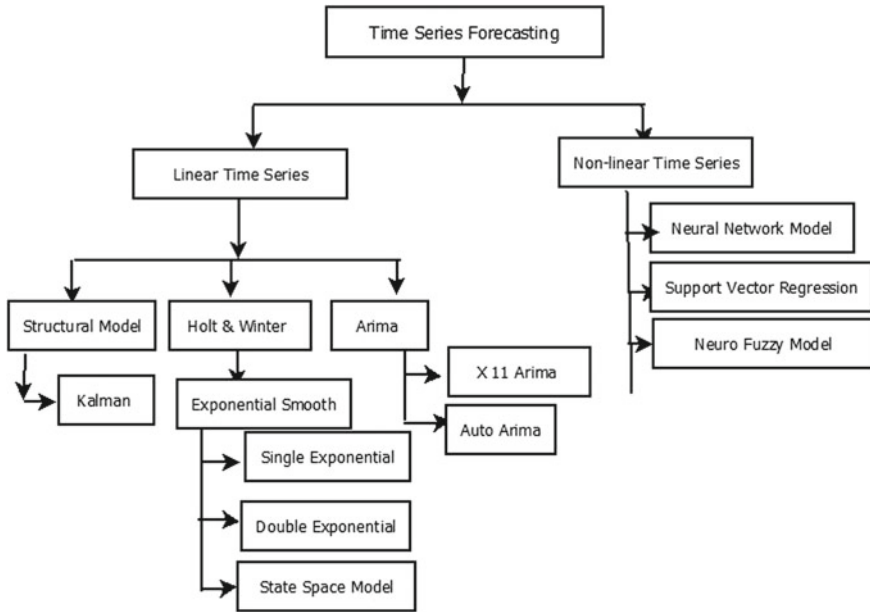 Time Series Forecasting
Linear Time Series
Non-linear Time Series
Neural Network Model
Support Vector Regression
Neuro Fuzzy Model
Structural Model
Holt & Winter
Arima
Kalman
Exponential Smooth
X 11 Arima
Auto Arima
Single Exponential
Double Exponential
State Space Model